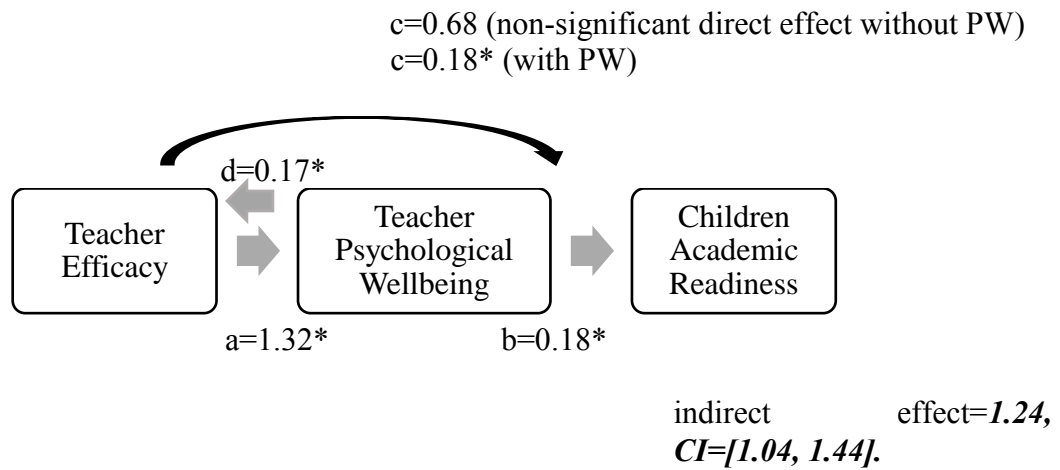 c=0.68 (non-significant direct effect without PW)
c=0.18* (with PW)
d=0.17*
Teacher
Efficacy
Teacher
Psychological
Wellbeing
Children
Academic
Readiness
a=1.32*
b=0.18*
indirect effect=1.24,
CI=[1.04, 1.44].